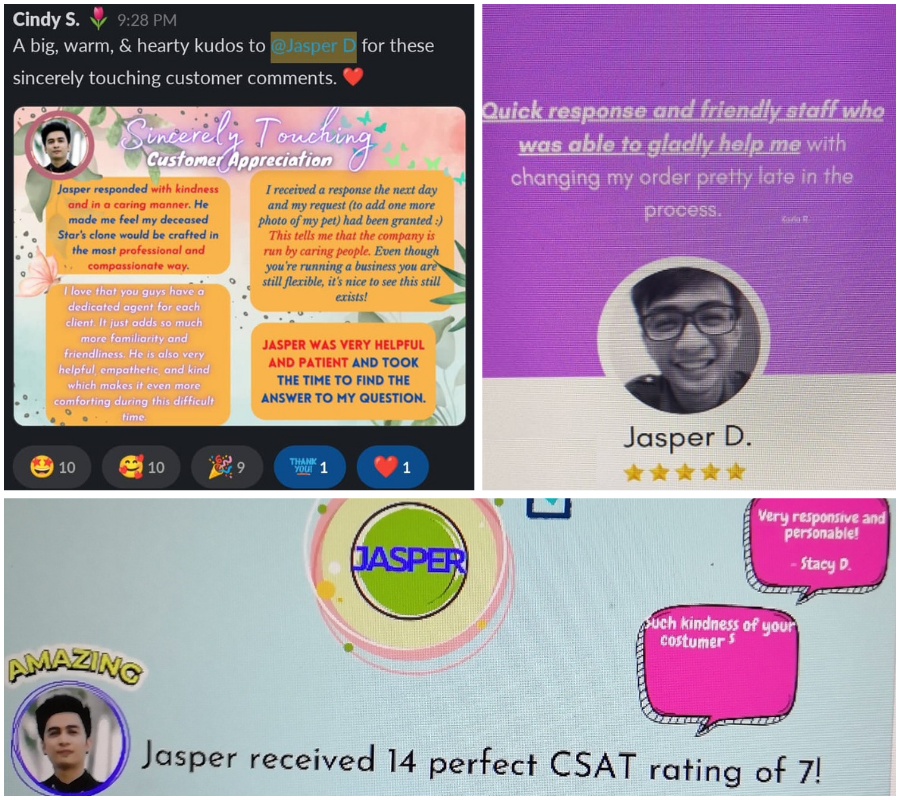 Cindy S. 🌷 9:28 PM
A big, warm, & hearty kudos to @Jasper D for these
sincerely touching customer comments. ❤️
Sincerely Touching
Customer Appreciation
Jasper responded with kindness
and in a caring manner. He
made me feel my deceased
Star's clone would be crafted in
the most professional and
compassionate way.
I love that you guys have a
dedicated agent for each
client. It just adds so much
more familiarity and
friendliness. He is also very
helpful, empathetic, and kind
which makes it even more
comforting during this difficult
time.
I received a response the next day
and my request (to add one more
photo of my pet) had been granted :)
This tells me that the company is
run by caring people. Even though
you're running a business you are
still flexible, it's nice to see this still
exists!
JASPER WAS VERY HELPFUL
AND PATIENT AND TOOK
THE TIME TO FIND THE
ANSWER TO MY QUESTION.
🤩 10
🥰 10
🎉 9
THANK YOU! 1
❤️ 1
Quick response and friendly staff who
was able to gladly help me with
changing my order pretty late in the
process.
Jasper D.
JASPER
Very responsive and
personable!
- Stacy D.
Such kindness of your
costumer s
AMAZING
Jasper received 14 perfect CSAT rating of 7!